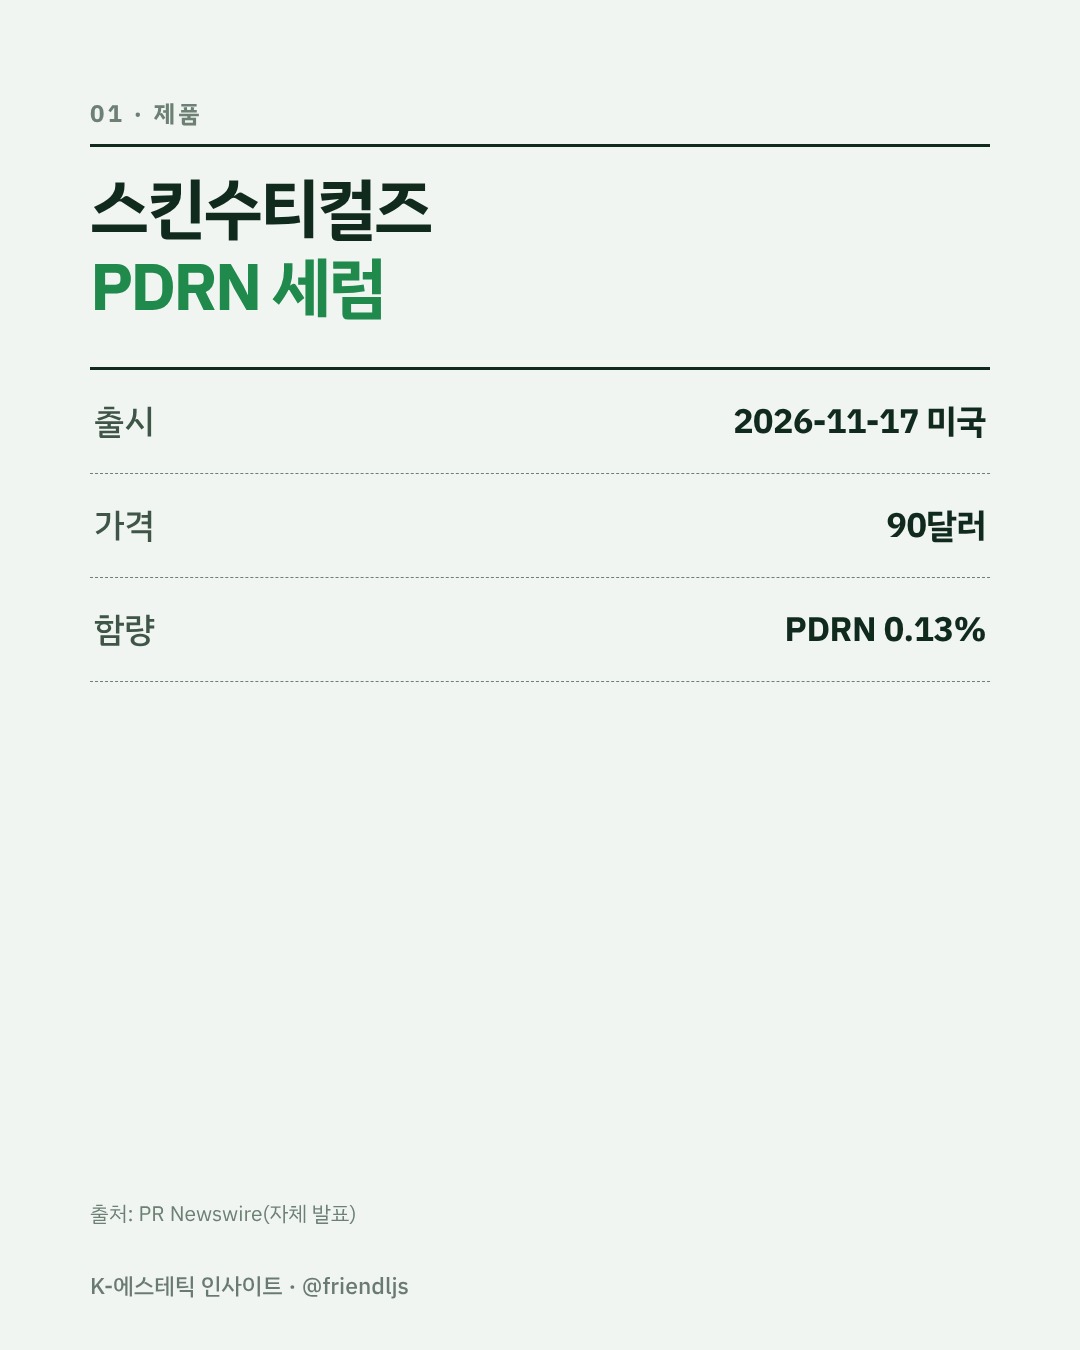 01 · 제품
스킨수티컬즈
PDRN 세럼
출시 2026-11-17 미국
가격 90달러
함량 PDRN 0.13%
출처: PR Newswire(자체 발표)
K-에스테틱 인사이트 · @friendljs